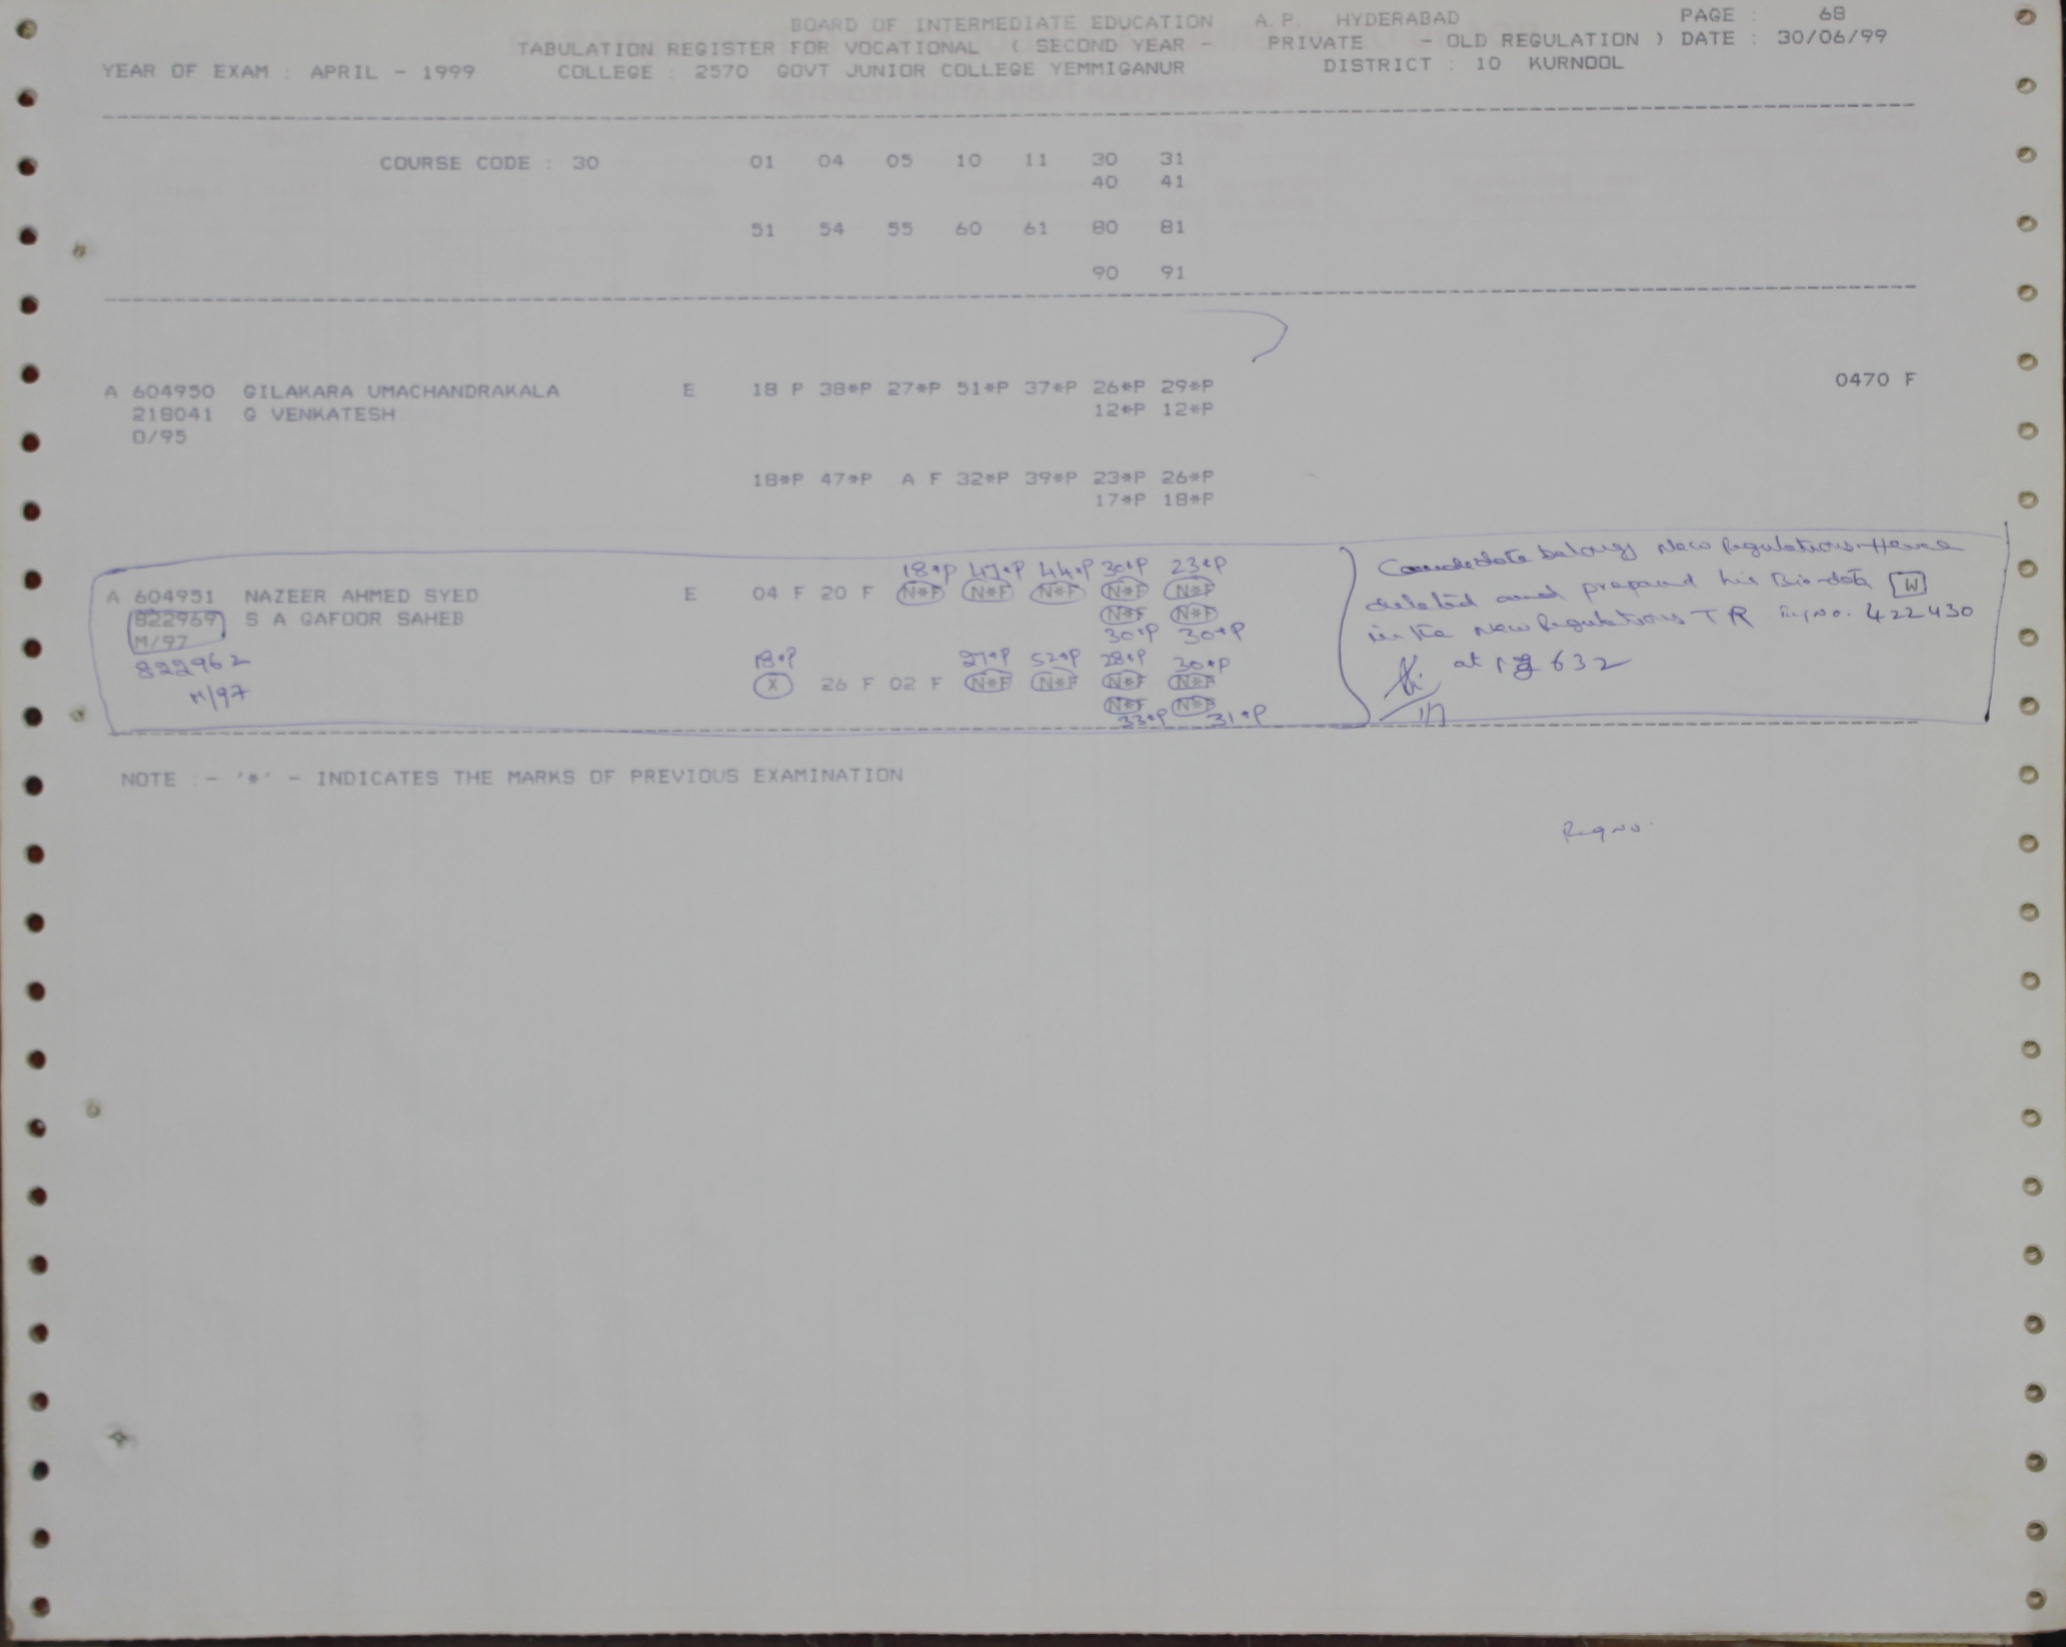 BOARD OF INTERMEDIATE EDUCATION A.P. HYDERABAD PAGE : 68
TABULATION REGISTER FOR VOCATIONAL ( SECOND YEAR - PRIVATE - OLD REGULATION ) DATE : 30/06/99
YEAR OF EXAM : APRIL - 1999 COLLEGE : 2570 GOVT JUNIOR COLLEGE YEMMIGANUR DISTRICT : 10 KURNOOL
COURSE CODE : 30 01 04 05 10 11 30 31
40 41
51 54 55 60 61 80 81
90 91
A 604950 GILAKARA UMACHANDRAKALA E 18 P 38*P 27*P 51*P 37*P 26*P 29*P 0470 F
218041 G VENKATESH 12*P 12*P
O/95
18*P 47*P A F 32*P 39*P 23*P 26*P
17*P 18*P
Candidate belongs New Regulations Hence
18*P 47*P 44*P 30*P 23*P
A 604951 NAZEER AHMED SYED E 04 F 20 F N*F N*F N*F N*F N*F
deleted and prepared his Bio-data W
822969 S A GAFOOR SAHEB N*F N*F
in the New Regulations TR Reg No. 422430
M/97 30*P 30*P
822962 18*P 27*P 52*P 28*P 30*P
at pg 632
M/97 X 26 F 02 F N*F N*F N*F N*F
N*F N*F
33*P 31*P
NOTE :- '*' - INDICATES THE MARKS OF PREVIOUS EXAMINATION
Reg No.